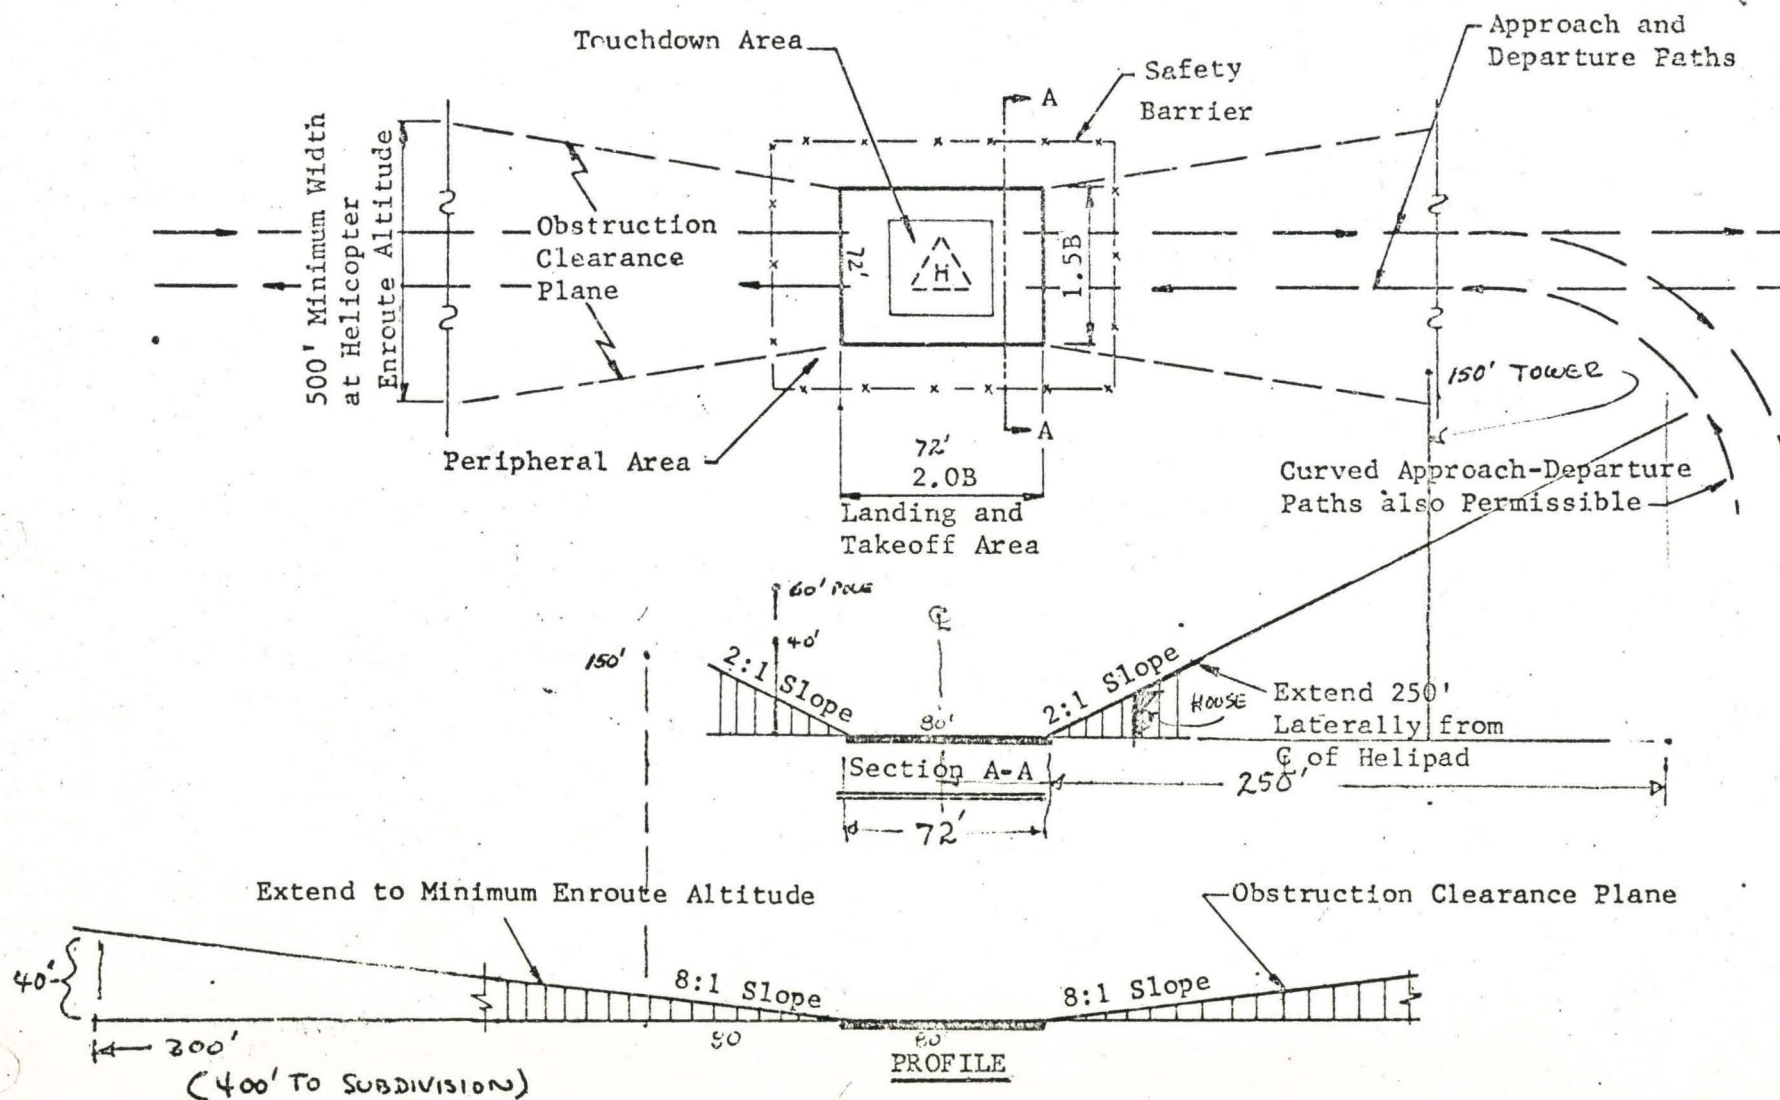 Touchdown Area
Safety
Barrier
Approach and
Departure Paths
A
500' Minimum Width
at Helicopter
Enroute Altitude
Obstruction
Clearance
Plane
72'
H
1.5B
150' TOWER
A
Peripheral Area
72'
2.0B
Landing and
Takeoff Area
Curved Approach-Departure
Paths also Permissible
60' POLE
40'
150'
℄
2:1 Slope
80'
2:1 Slope
HOUSE
Extend 250'
Laterally from
℄ of Helipad
Section A-A
250'
72'
Extend to Minimum Enroute Altitude
Obstruction Clearance Plane
40'
8:1 Slope
8:1 Slope
300'
(400' TO SUBDIVISION)
PROFILE